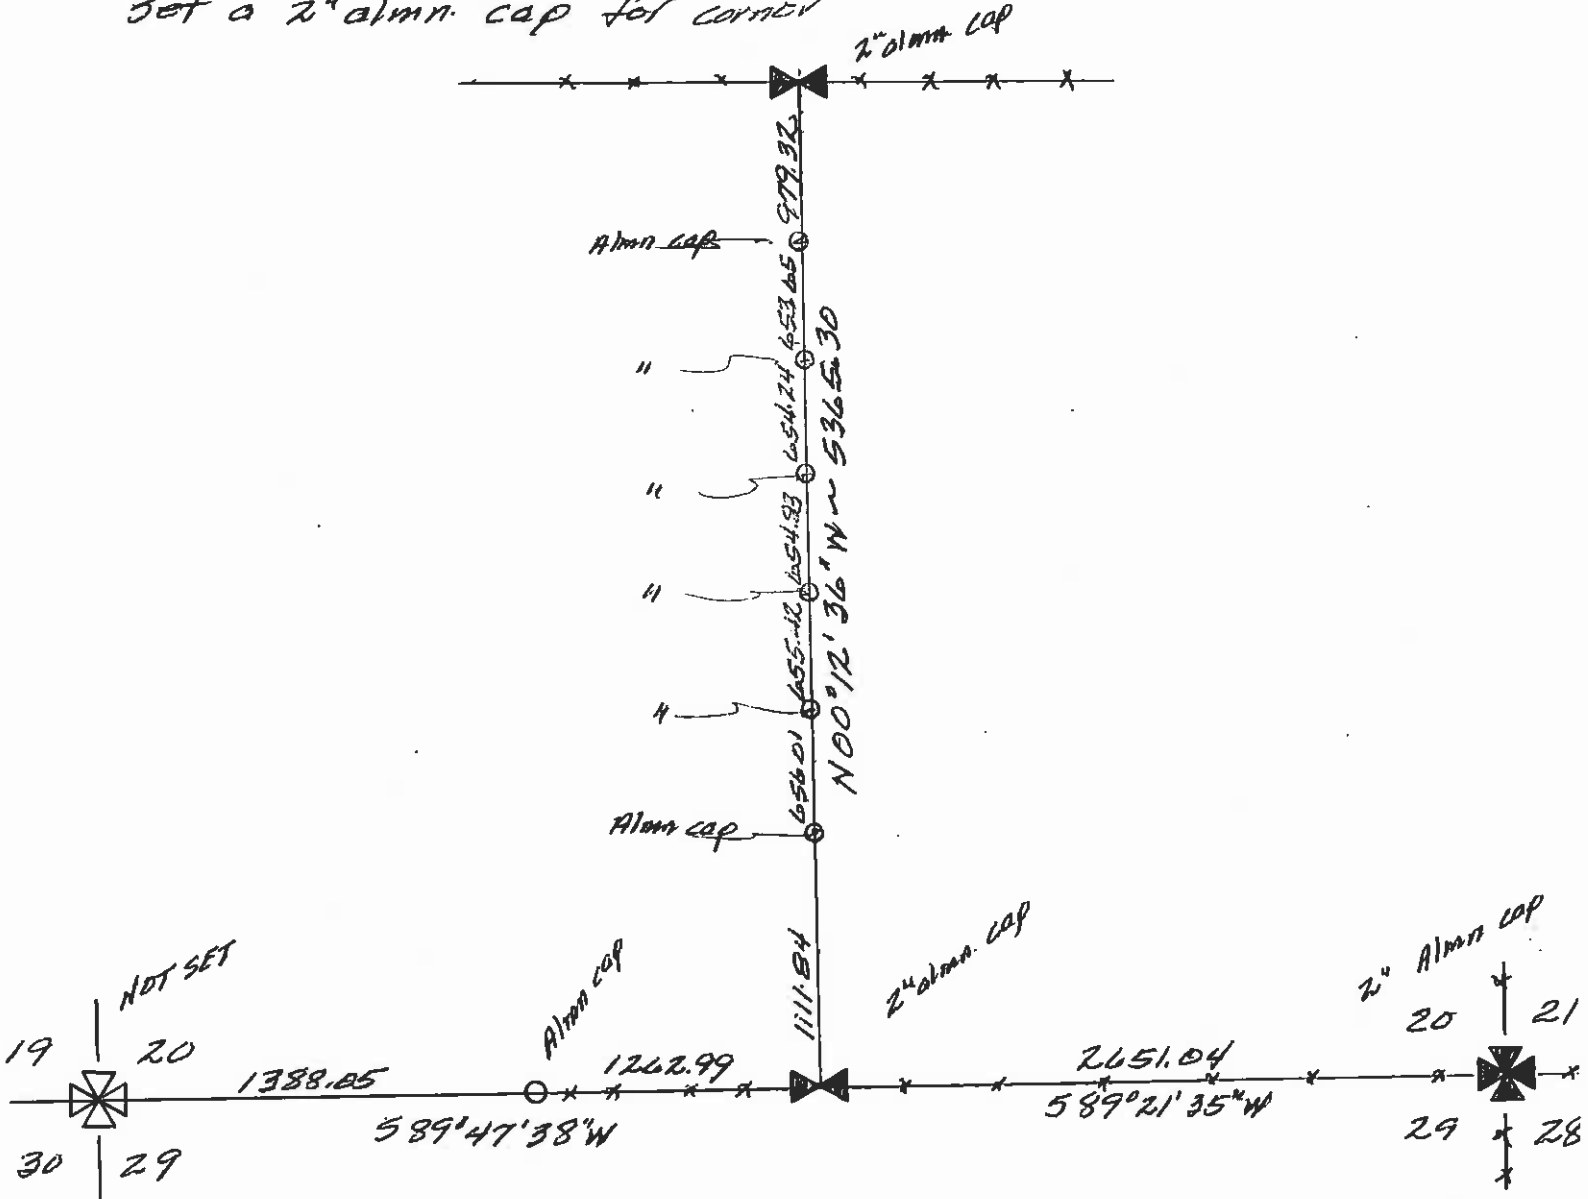 Set a 2" almn. cap for corner
2" almn cap
979.32
Almn cap
653.65
"
654.24
"
N00°12'36"W ~ 5365.30
654.83
"
655.42
"
656.01
Almn cap
1111.84
NOT SET
Almn cap
2" almn. cap
2" Almn cap
19 20
20 21
1388.05
1262.99
2651.04
S89°47'38"W
S89°21'35"W
30 29
29 28